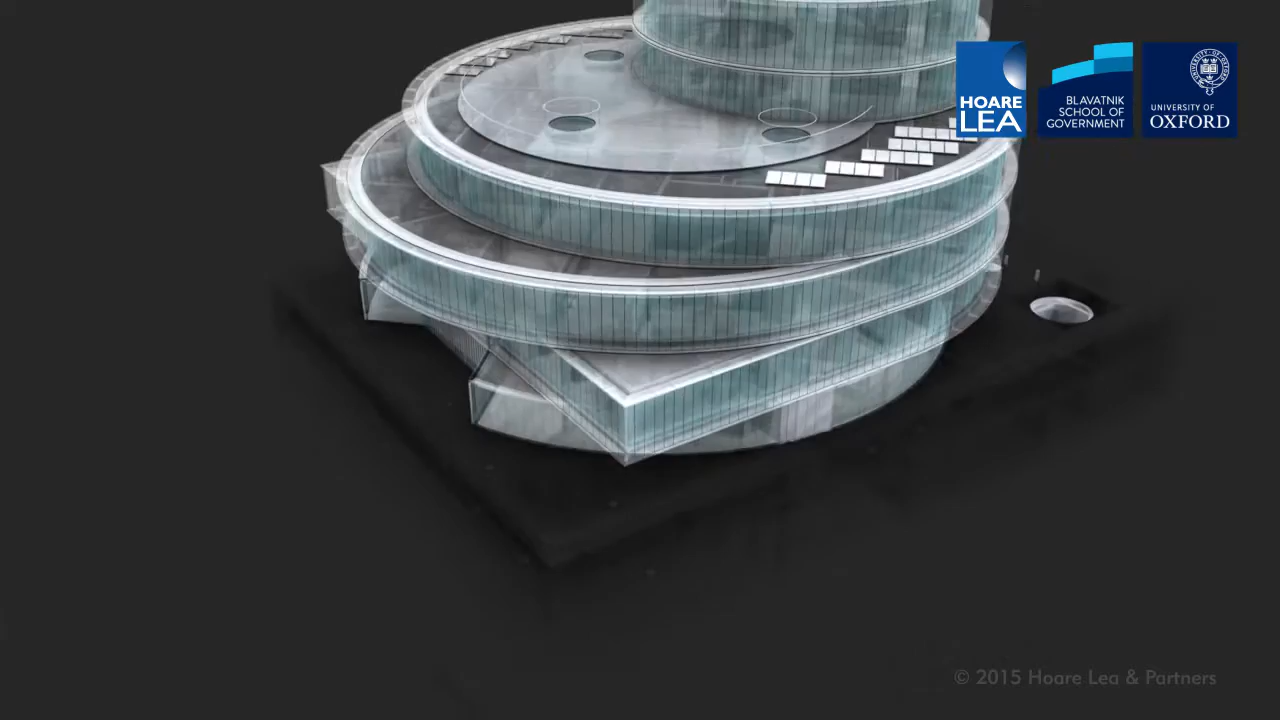 HOARE
LEA
BLAVATNIK
SCHOOL OF
GOVERNMENT
UNIVERSITY OF
OXFORD
© 2015 Hoare Lea & Partners